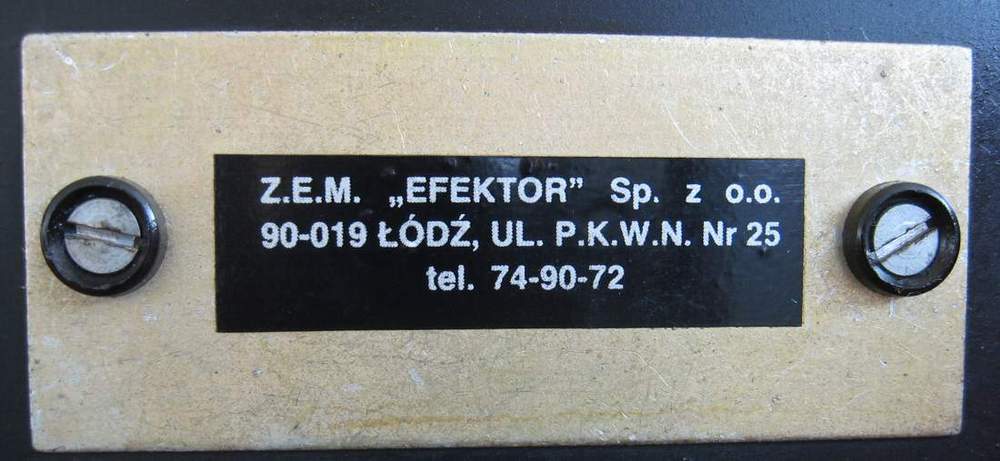 Z.E.M. „EFEKTOR” Sp. z o.o.
90-019 ŁÓDŹ, UL. P.K.W.N. Nr 25
tel. 74-90-72